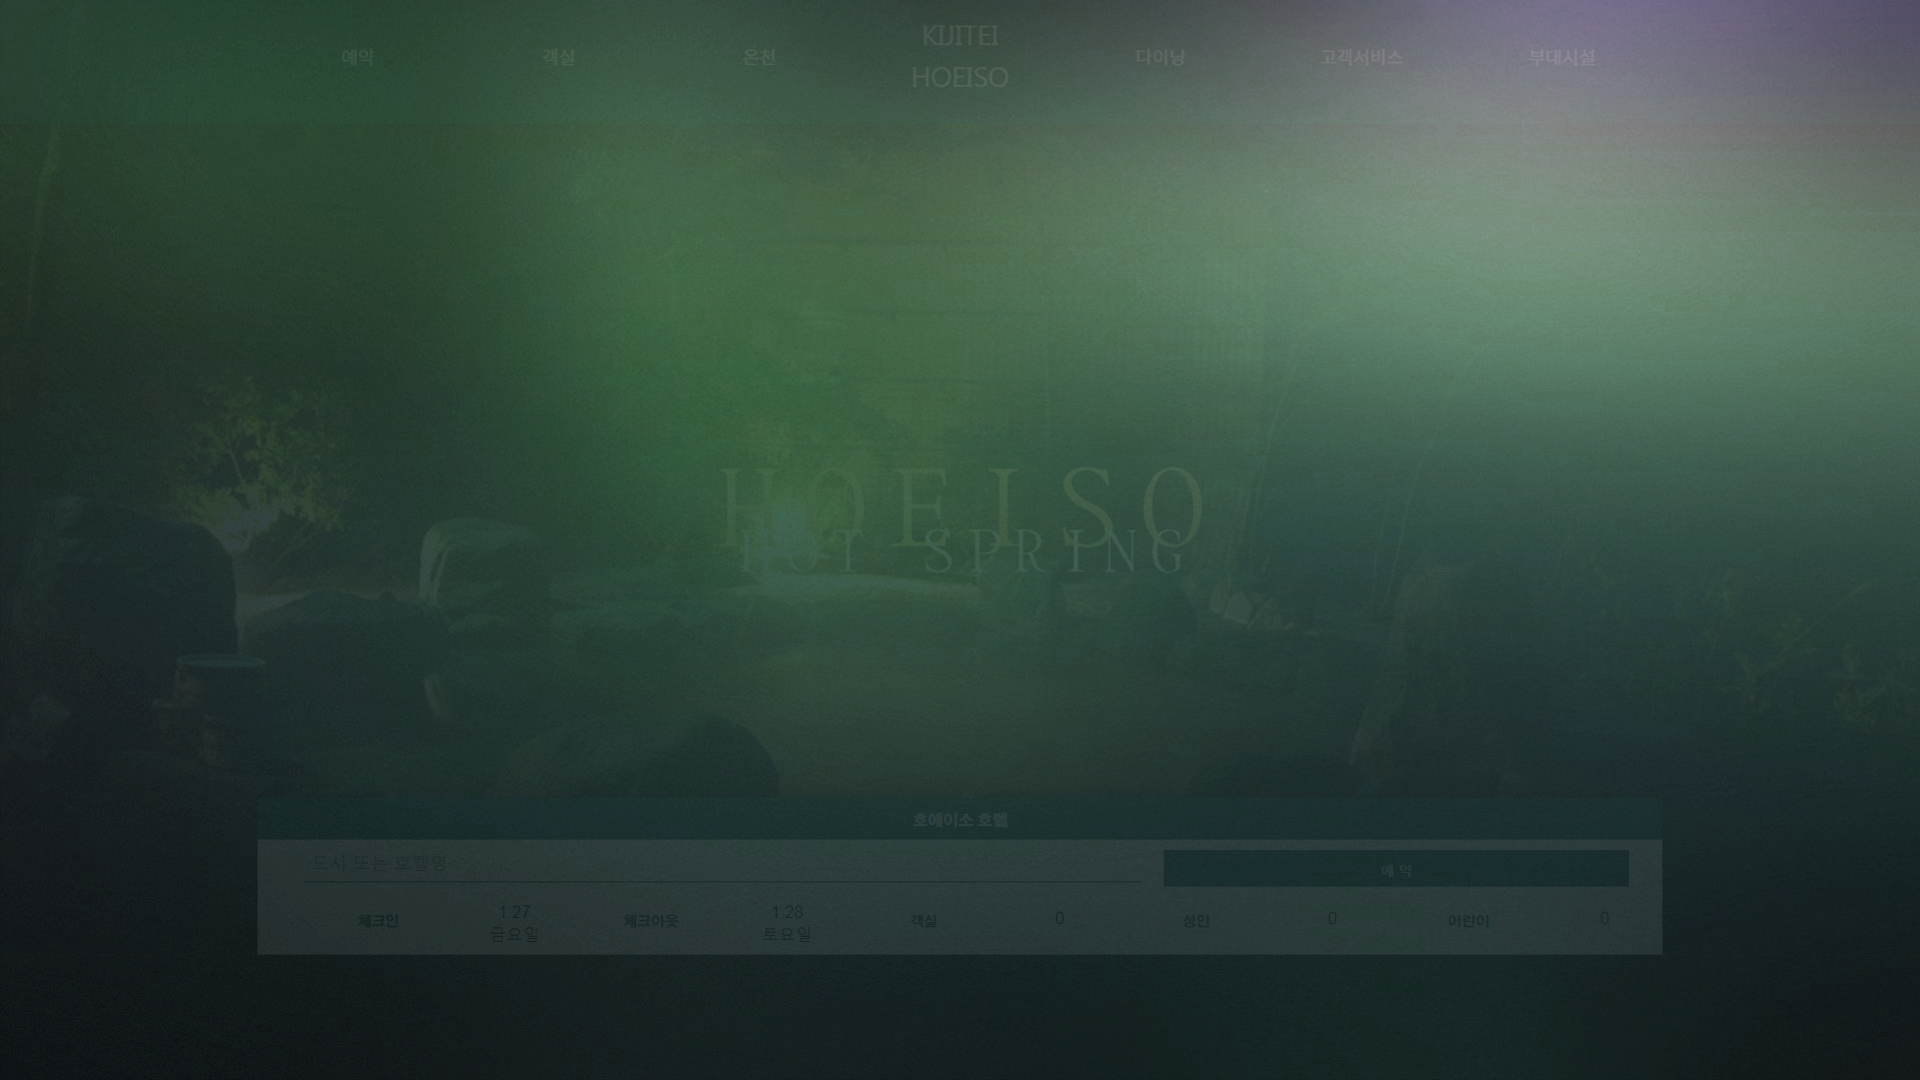 예약
객실
온천
KIJITEI
HOEISO
다이닝
고객서비스
부대시설
HOEISO
HOT SPRING
호에이소 호텔
도시 또는 호텔명
예 약
체크인
1.27
금요일
체크아웃
1.28
토요일
객실
0
성인
0
어린이
0